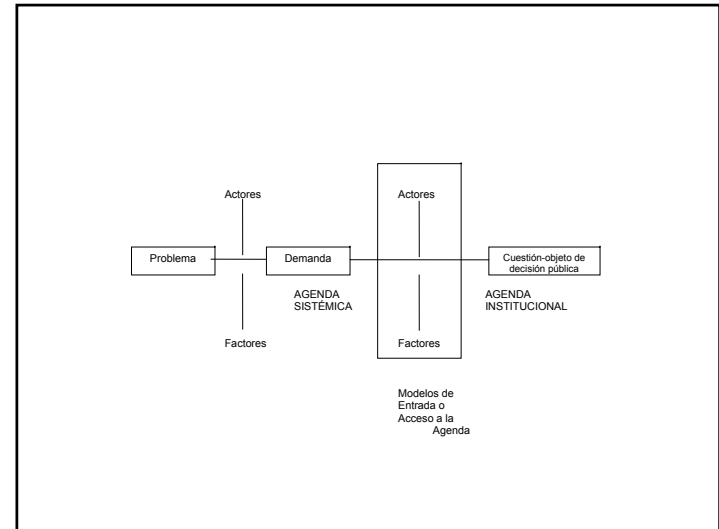 Actores
Actores
Problema
Demanda
Cuestión-objeto de
decisión pública
AGENDA
SISTÉMICA
AGENDA
INSTITUCIONAL
Factores
Factores
Modelos de
Entrada o
Acceso a la
Agenda